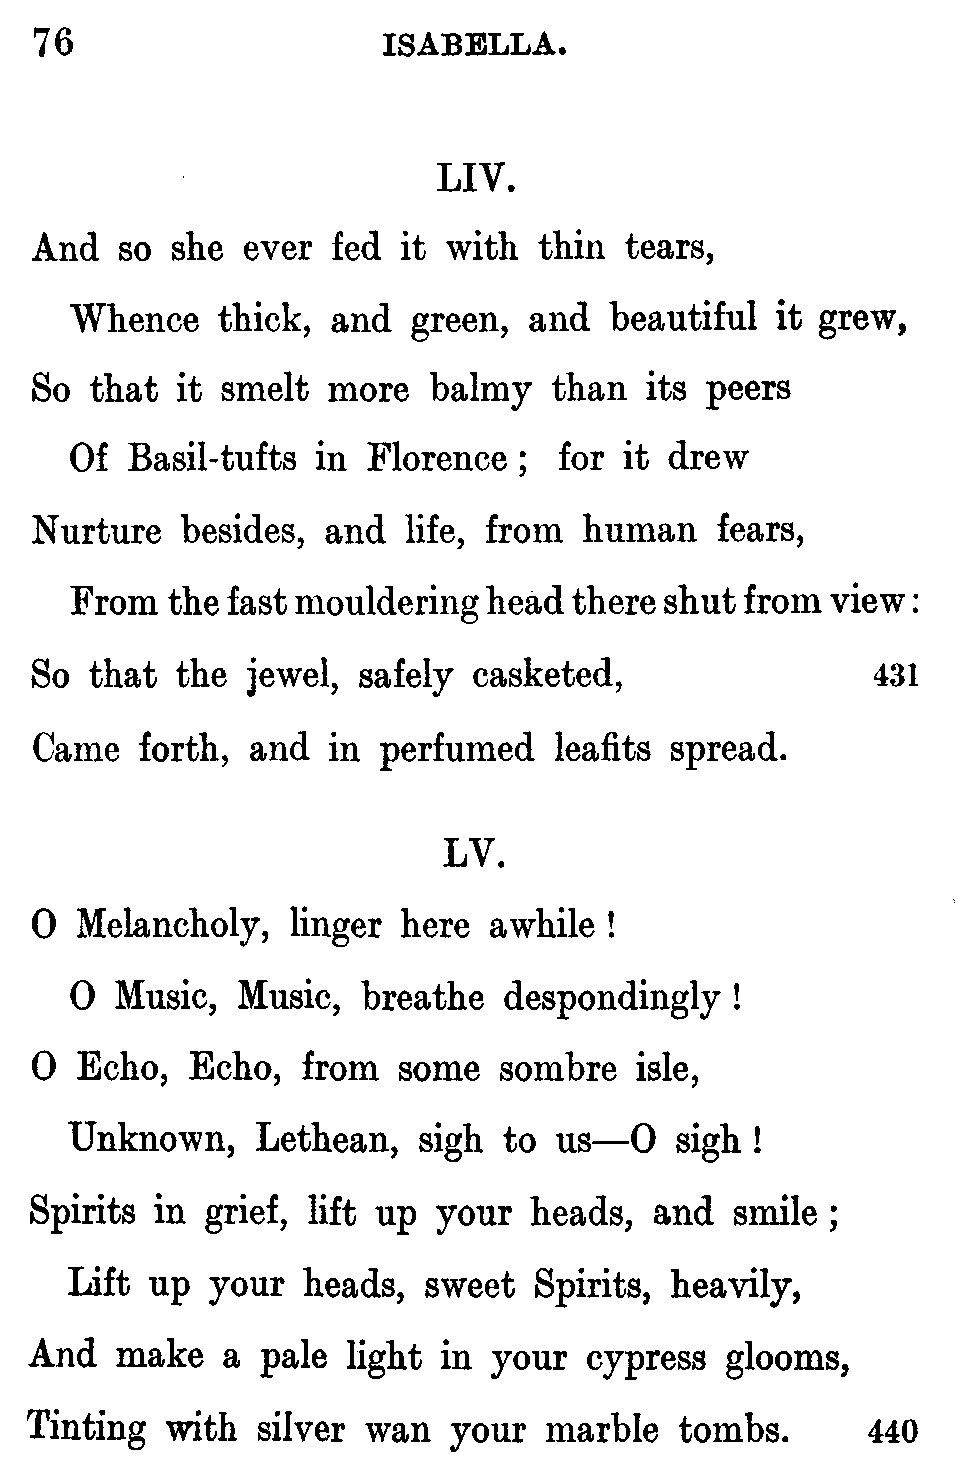 76 ISABELLA.
LIV.
And so she ever fed it with thin tears,
Whence thick, and green, and beautiful it grew,
So that it smelt more balmy than its peers
Of Basil-tufts in Florence ; for it drew
Nurture besides, and life, from human fears,
From the fast mouldering head there shut from view :
So that the jewel, safely casketed, 431
Came forth, and in perfumed leafits spread.
LV.
O Melancholy, linger here awhile !
O Music, Music, breathe despondingly !
O Echo, Echo, from some sombre isle,
Unknown, Lethean, sigh to us—O sigh !
Spirits in grief, lift up your heads, and smile ;
Lift up your heads, sweet Spirits, heavily,
And make a pale light in your cypress glooms,
Tinting with silver wan your marble tombs. 440